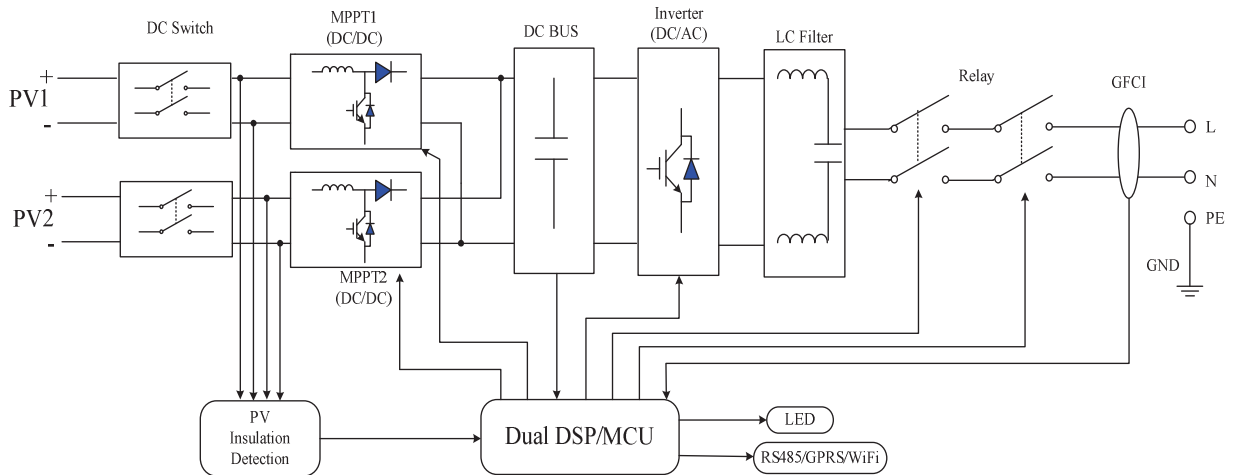 DC Switch
MPPT1
(DC/DC)
DC BUS
Inverter
(DC/AC)
LC Filter
Relay
GFCI
+
PV1
-
L
N
PE
GND
+
PV2
-
MPPT2
(DC/DC)
PV
Insulation
Detection
Dual DSP/MCU
LED
RS485/GPRS/WiFi